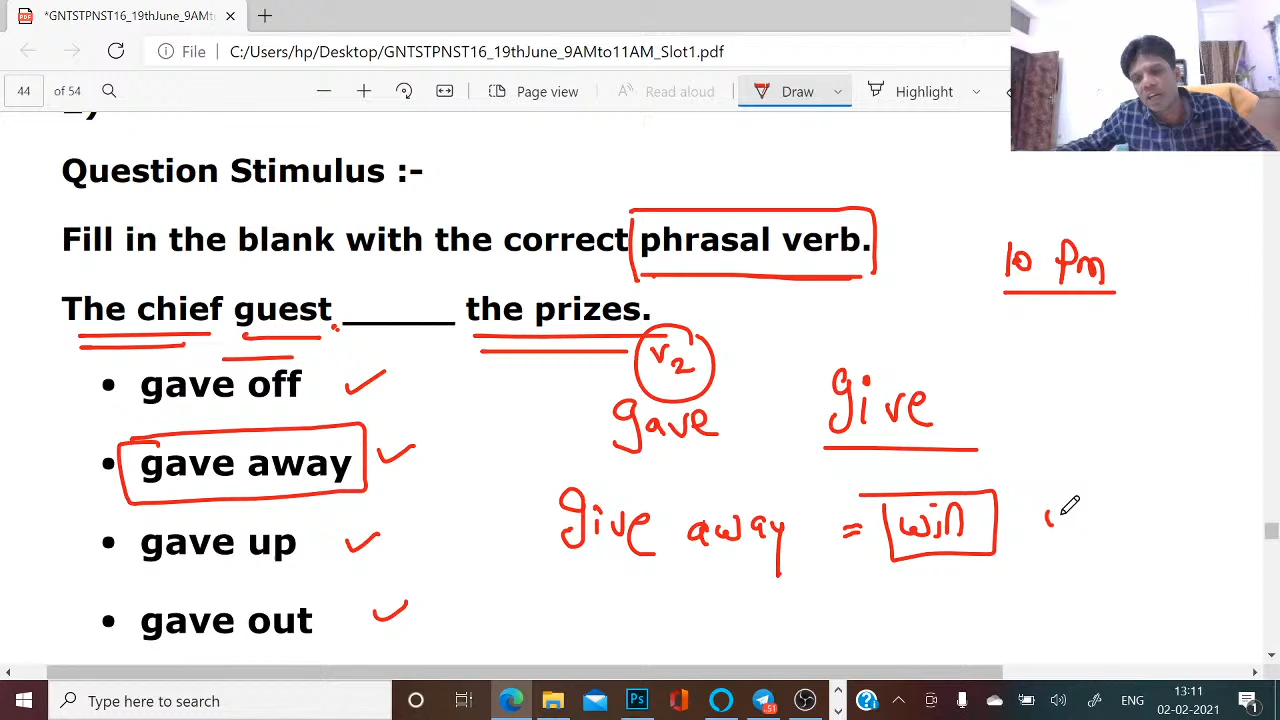 *GNTSTPNST16_19thJune_9AMt
File C:/Users/hp/Desktop/GNTSTPNST16_19thJune_9AMto11AM_Slot1.pdf
44 of 54 Page view Read aloud Draw Highlight
Question Stimulus :-
Fill in the blank with the correct phrasal verb.
10 Pm
The chief guest ______ the prizes.
• gave off
V2
gave
Give
• gave away
Give away = win
• gave up
• gave out
Type here to search
51
ENG
13:11
02-02-2021
1